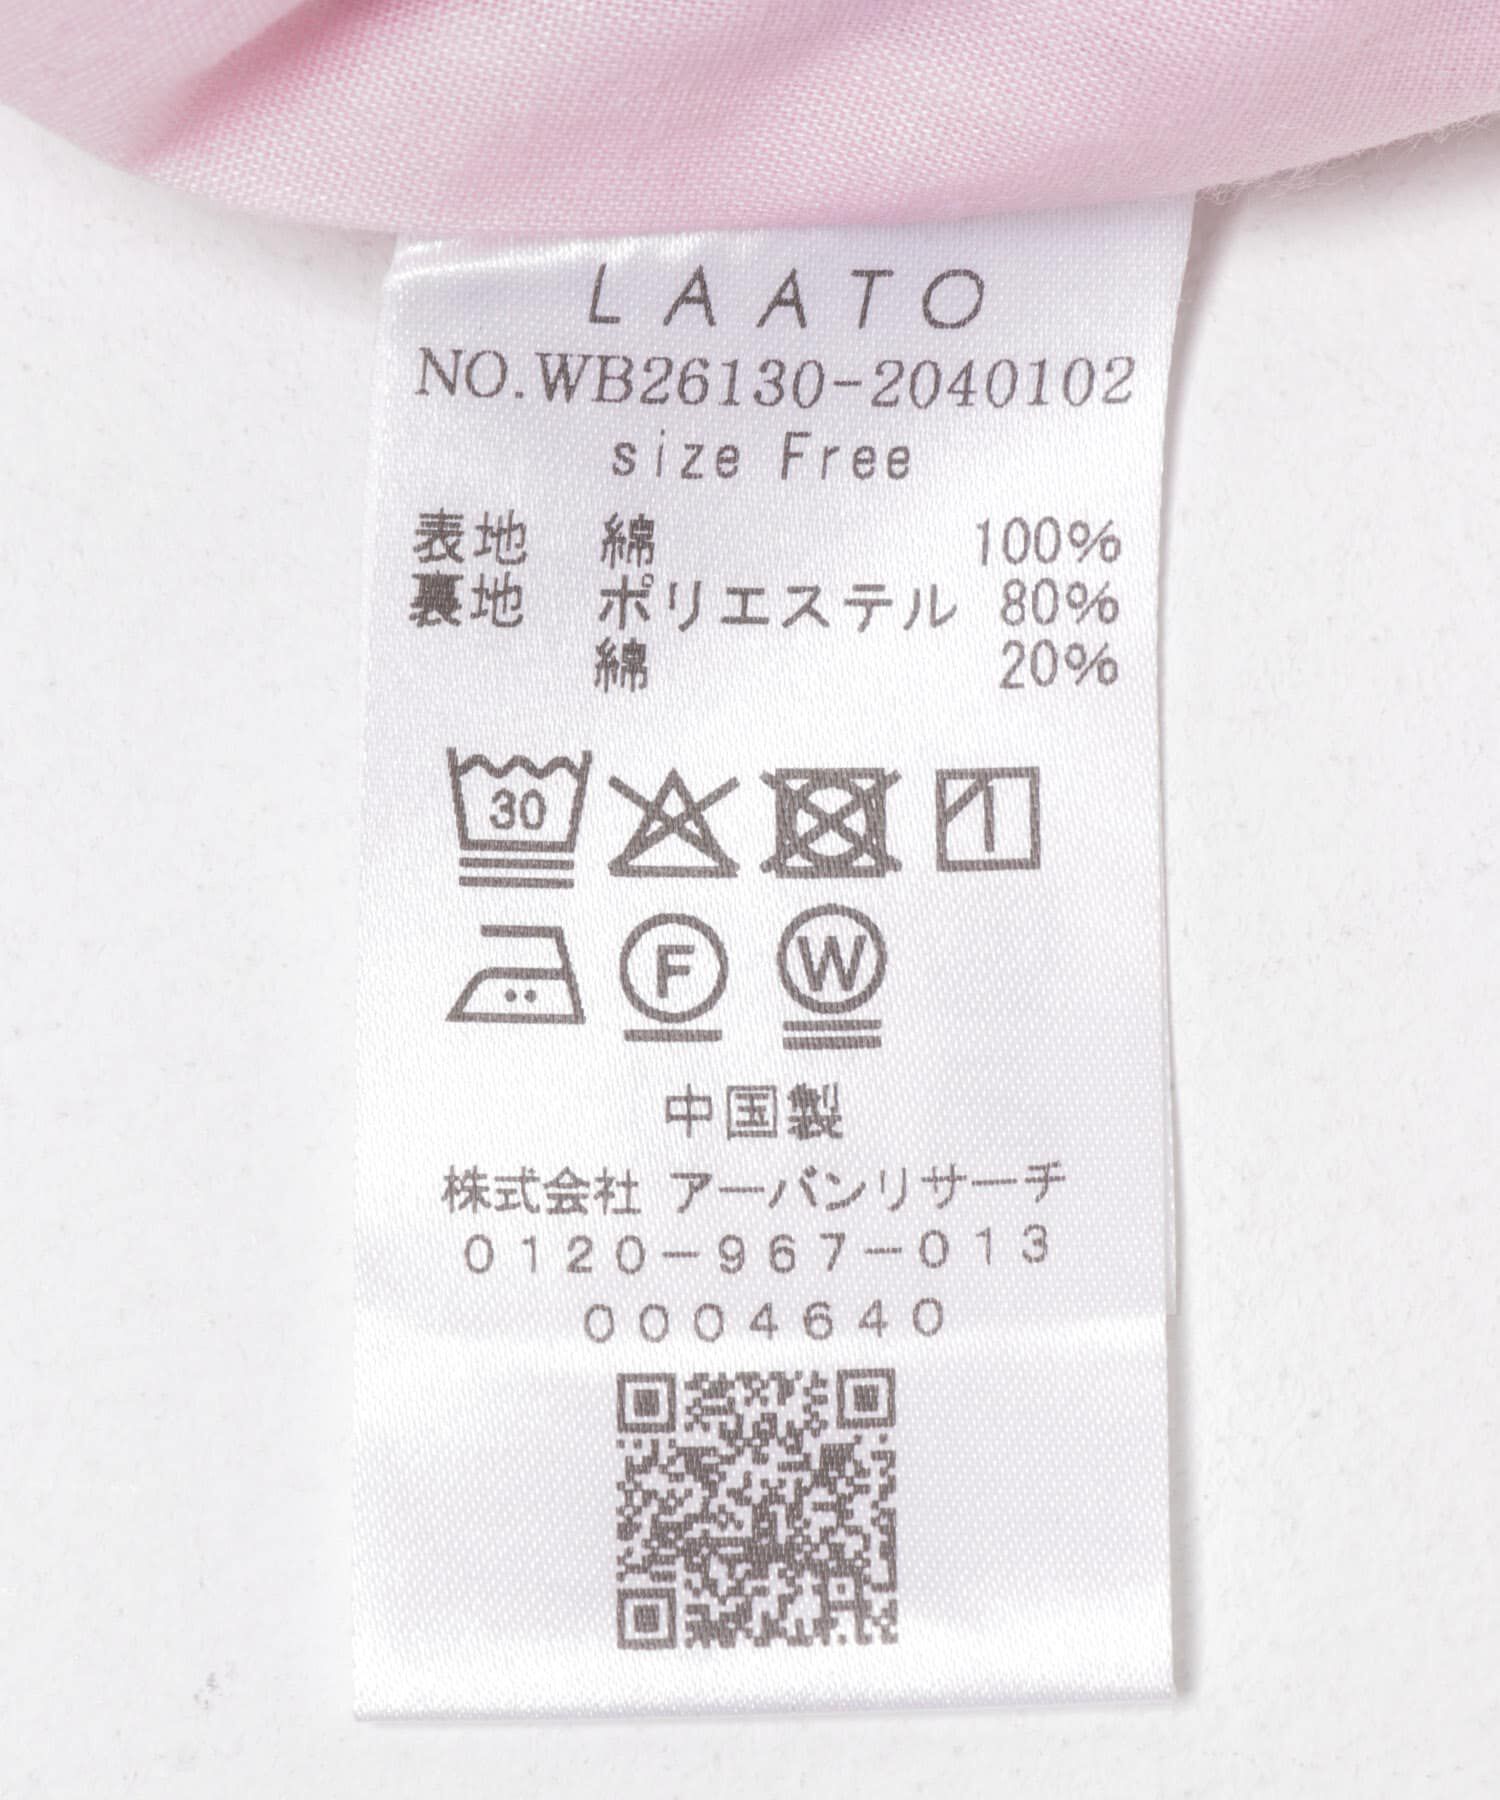 LAATO
NO.WB26130-2040102
size Free
表地 綿 100%
裏地 ポリエステル 80%
綿 20%
30
F W
中国製
株式会社 アーバンリサーチ
0120-967-013
0004640